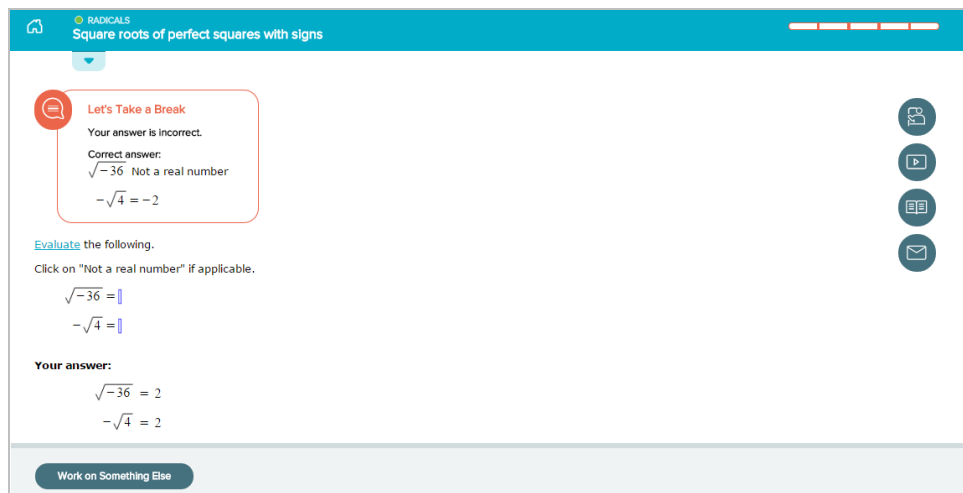 RADICALS
Square roots of perfect squares with signs
Let's Take a Break
Your answer is incorrect.
Correct answer:
√-36 Not a real number
-√4 = -2
Evaluate the following.
Click on "Not a real number" if applicable.
√-36 = 
-√4 = 
Your answer:
√-36 = 2
-√4 = 2
Work on Something Else